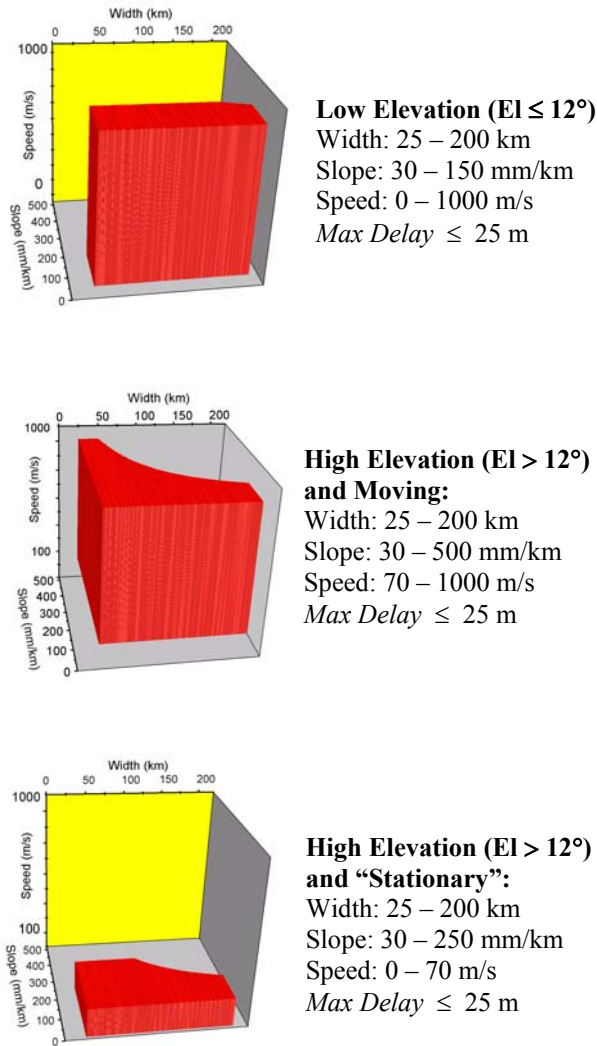 Width (km)
0 50 100 150 200
1000
Speed (m/s)
0
500
400
300
200
100
0
Slope (mm/km)
Low Elevation (El ≤ 12°)
Width: 25 – 200 km
Slope: 30 – 150 mm/km
Speed: 0 – 1000 m/s
Max Delay ≤ 25 m
Width (km)
0 50 100 150 200
1000
Speed (m/s)
100
500
400
300
200
100
0
Slope (mm/km)
High Elevation (El > 12°)
and Moving:
Width: 25 – 200 km
Slope: 30 – 500 mm/km
Speed: 70 – 1000 m/s
Max Delay ≤ 25 m
Width (km)
0 50 100 150 200
1000
Speed (m/s)
100
500
400
300
200
100
0
Slope (mm/km)
High Elevation (El > 12°)
and “Stationary”:
Width: 25 – 200 km
Slope: 30 – 250 mm/km
Speed: 0 – 70 m/s
Max Delay ≤ 25 m